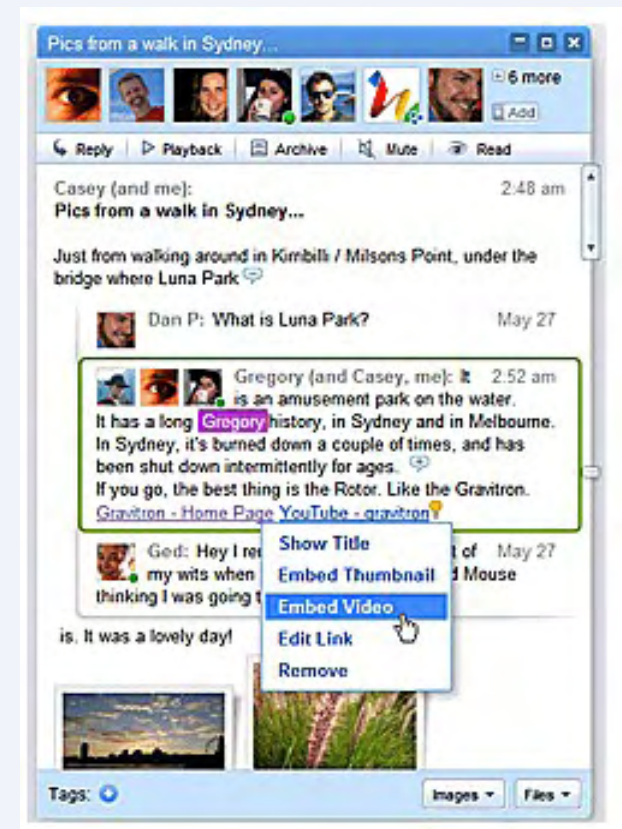 Pics from a walk in Sydney...
6 more
Add
Reply Playback Archive Mute Read
Casey (and me): 2:48 am
Pics from a walk in Sydney...
Just from walking around in Kirribilli / Milsons Point, under the
bridge where Luna Park
Dan P: What is Luna Park? May 27
Gregory (and Casey, me): It 2:52 am
is an amusement park on the water.
It has a long Gregory history, in Sydney and in Melbourne.
In Sydney, it's burned down a couple of times, and has
been shut down intermittently for ages.
If you go, the best thing is the Rotor. Like the Gravitron.
Gravitron - Home Page YouTube - gravitron
Show Title
Embed Thumbnail
Embed Video
Edit Link
Remove
Ged: Hey I of May 27
my wits when Mouse
thinking I was going
is. It was a lovely day!
Tags: Images Files